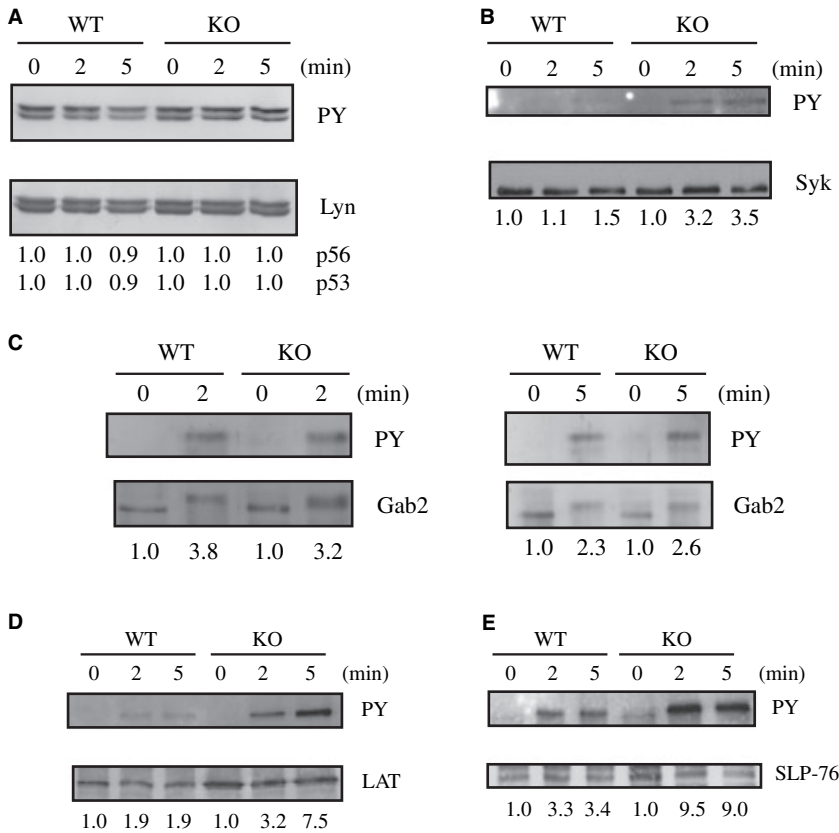 A
WT KO
0 2 5 0 2 5 (min)
PY
Lyn
1.0 1.0 0.9 1.0 1.0 1.0 p56
1.0 1.0 0.9 1.0 1.0 1.0 p53
B
WT KO
0 2 5 0 2 5 (min)
PY
Syk
1.0 1.1 1.5 1.0 3.2 3.5
C
WT KO
0 2 0 2 (min)
PY
Gab2
1.0 3.8 1.0 3.2
WT KO
0 5 0 5 (min)
PY
Gab2
1.0 2.3 1.0 2.6
D
WT KO
0 2 5 0 2 5 (min)
PY
LAT
1.0 1.9 1.9 1.0 3.2 7.5
E
WT KO
0 2 5 0 2 5 (min)
PY
SLP-76
1.0 3.3 3.4 1.0 9.5 9.0